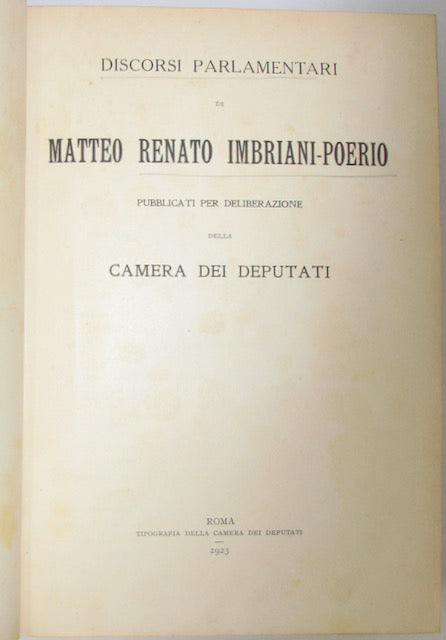 DISCORSI PARLAMENTARI
DI
MATTEO RENATO IMBRIANI-POERIO
PUBBLICATI PER DELIBERAZIONE
DELLA
CAMERA DEI DEPUTATI
ROMA
TIPOGRAFIA DELLA CAMERA DEI DEPUTATI
1923